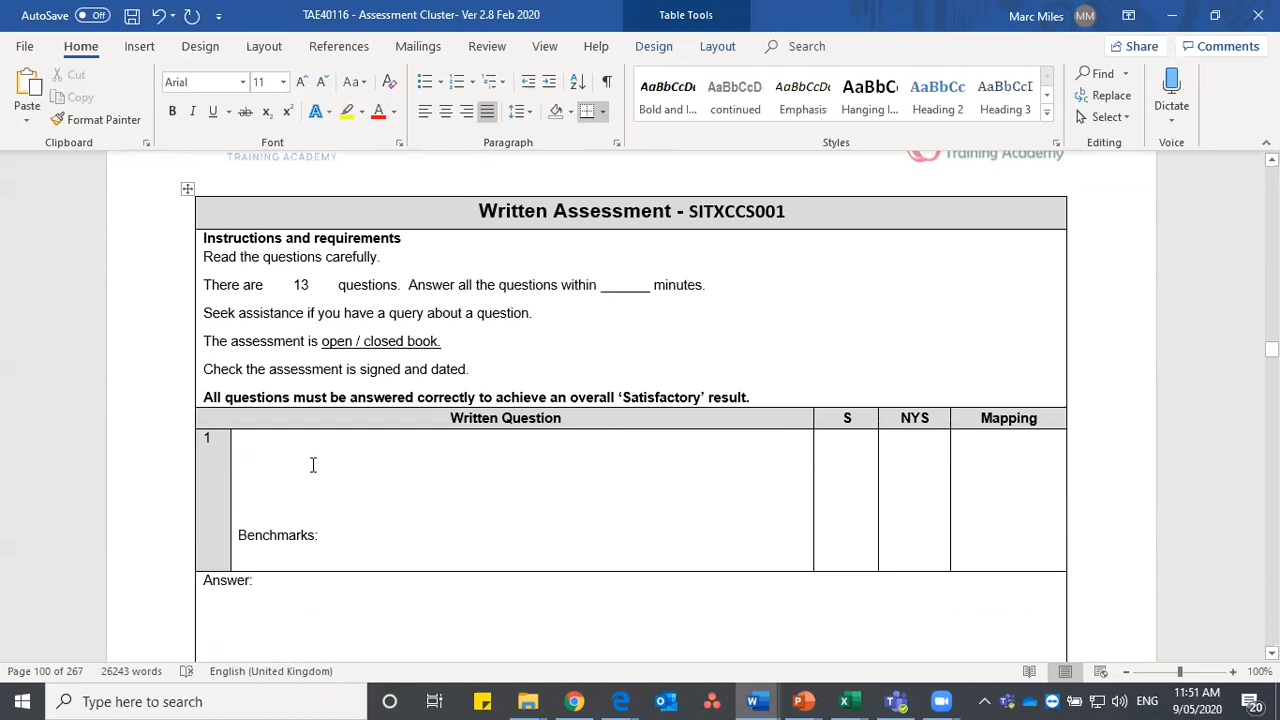 AutoSave Off
TAE40116 - Assessment Cluster- Ver 2.8 Feb 2020
Table Tools
Marc Miles MM
File Home Insert Design Layout References Mailings Review View Help Design Layout Search Share Comments
Paste
Cut
Copy
Format Painter
Clipboard
Arial 11
Font
Paragraph
AaBbCcDc AaBbCcDc AaBbCcDc AaBbC AaBbCc AaBbCcI
Bold and I... continued Emphasis Hanging I... Heading 2 Heading 3
Styles
Find
Replace
Select
Editing
Dictate
Voice
TRAINING ACADEMY
Training Academy
Written Assessment - SITXCCS001
Instructions and requirements
Read the questions carefully.
There are 13 questions. Answer all the questions within ______ minutes.
Seek assistance if you have a query about a question.
The assessment is open / closed book.
Check the assessment is signed and dated.
All questions must be answered correctly to achieve an overall ‘Satisfactory’ result.
Written Question S NYS Mapping
1
Benchmarks:
Answer:
Page 100 of 267 26243 words English (United Kingdom) 100%
Type here to search
ENG
11:51 AM
9/05/2020
20